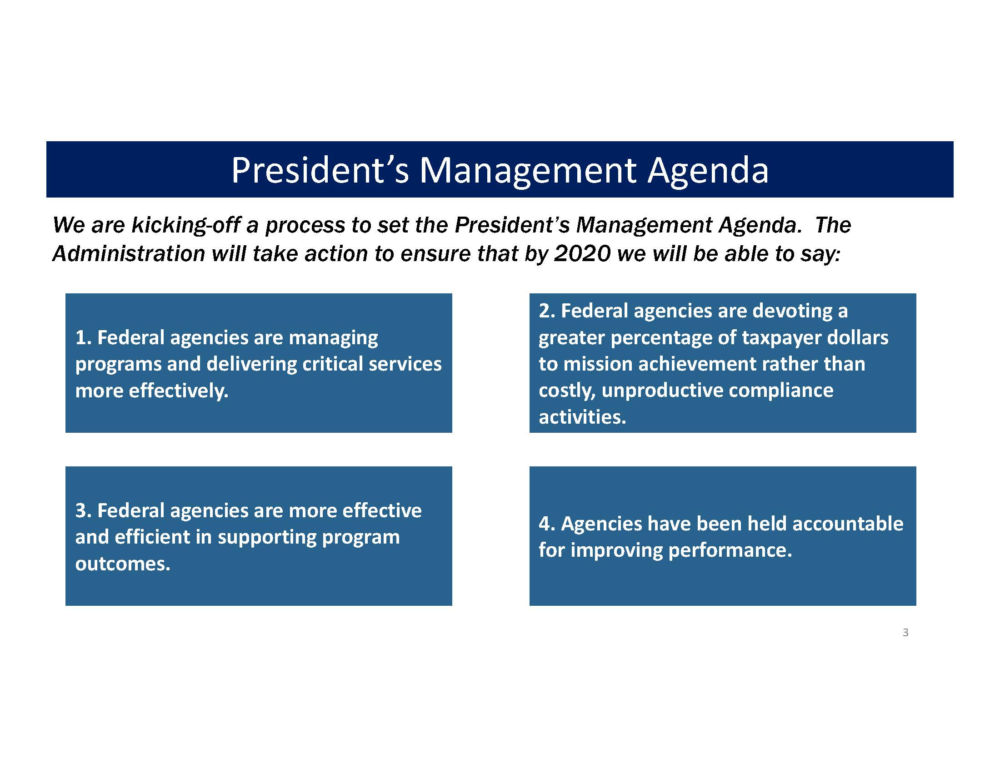 President’s Management Agenda
We are kicking-off a process to set the President’s Management Agenda.  The
Administration will take action to ensure that by 2020 we will be able to say:
1. Federal agencies are managing
programs and delivering critical services
more effectively.
2. Federal agencies are devoting a
greater percentage of taxpayer dollars
to mission achievement rather than
costly, unproductive compliance
activities.
3. Federal agencies are more effective
and efficient in supporting program
outcomes.
4. Agencies have been held accountable
for improving performance.
3